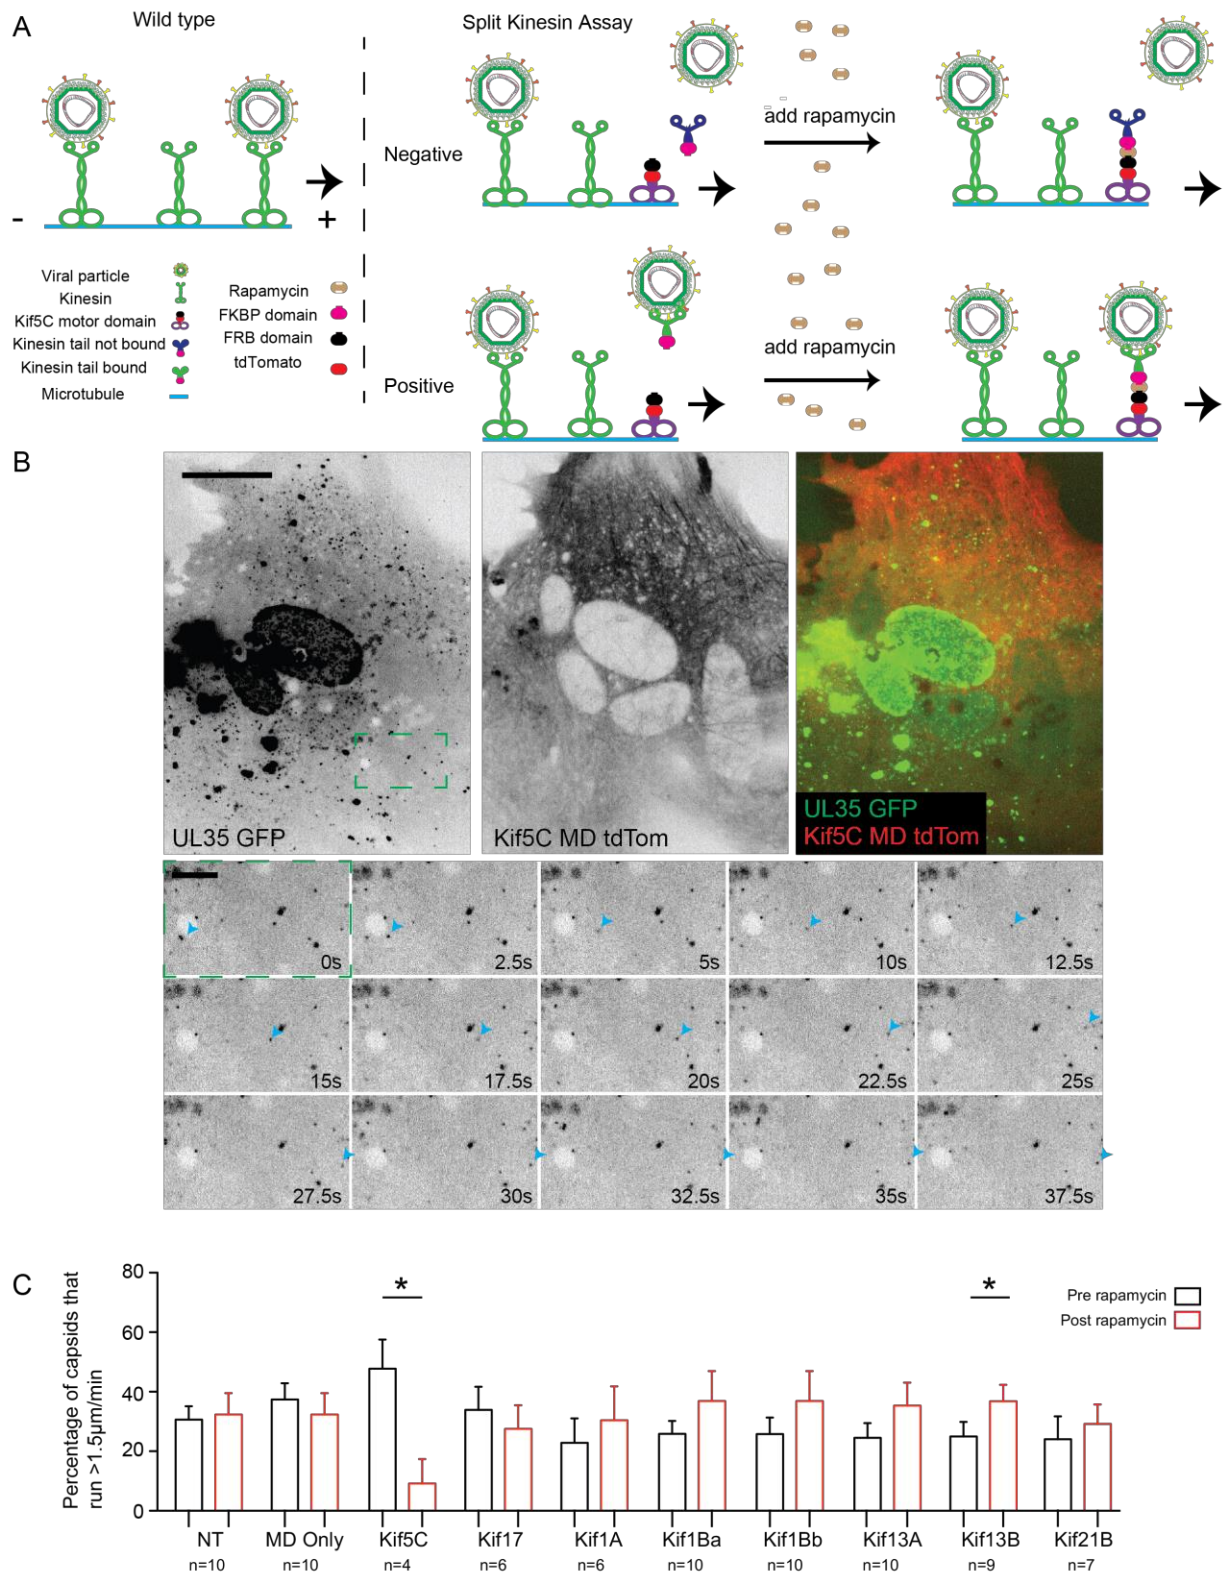 A
Wild type
Split Kinesin Assay
Negative
add rapamycin
- +
Viral particle
Kinesin
Kif5C motor domain
Kinesin tail not bound
Kinesin tail bound
Microtubule
Rapamycin
FKBP domain
FRB domain
tdTomato
Positive
add rapamycin
B
UL35 GFP
Kif5C MD tdTom
UL35 GFP
Kif5C MD tdTom
0s 2.5s 5s 10s 12.5s
15s 17.5s 20s 22.5s 25s
27.5s 30s 32.5s 35s 37.5s
C
Percentage of capsids that
run >1.5µm/min
80
60
40
20
0
* *
Pre rapamycin
Post rapamycin
NT MD Only Kif5C Kif17 Kif1A Kif1Ba Kif1Bb Kif13A Kif13B Kif21B
n=10 n=10 n=4 n=6 n=6 n=10 n=10 n=10 n=9 n=7